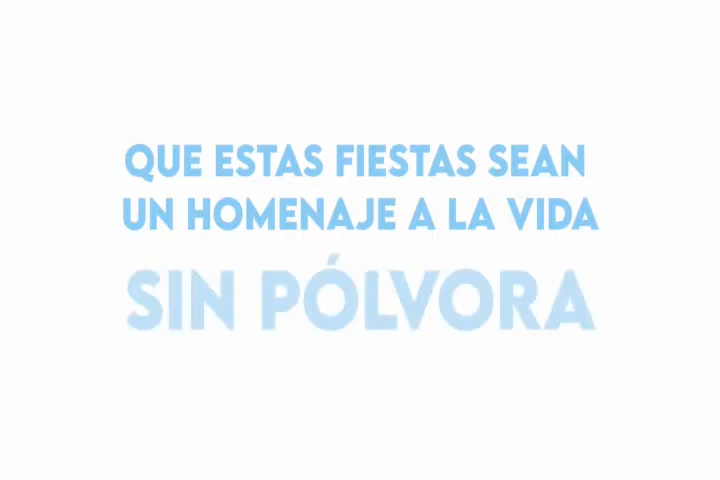 QUE ESTAS FIESTAS SEAN
UN HOMENAJE A LA VIDA
SIN PÓLVORA